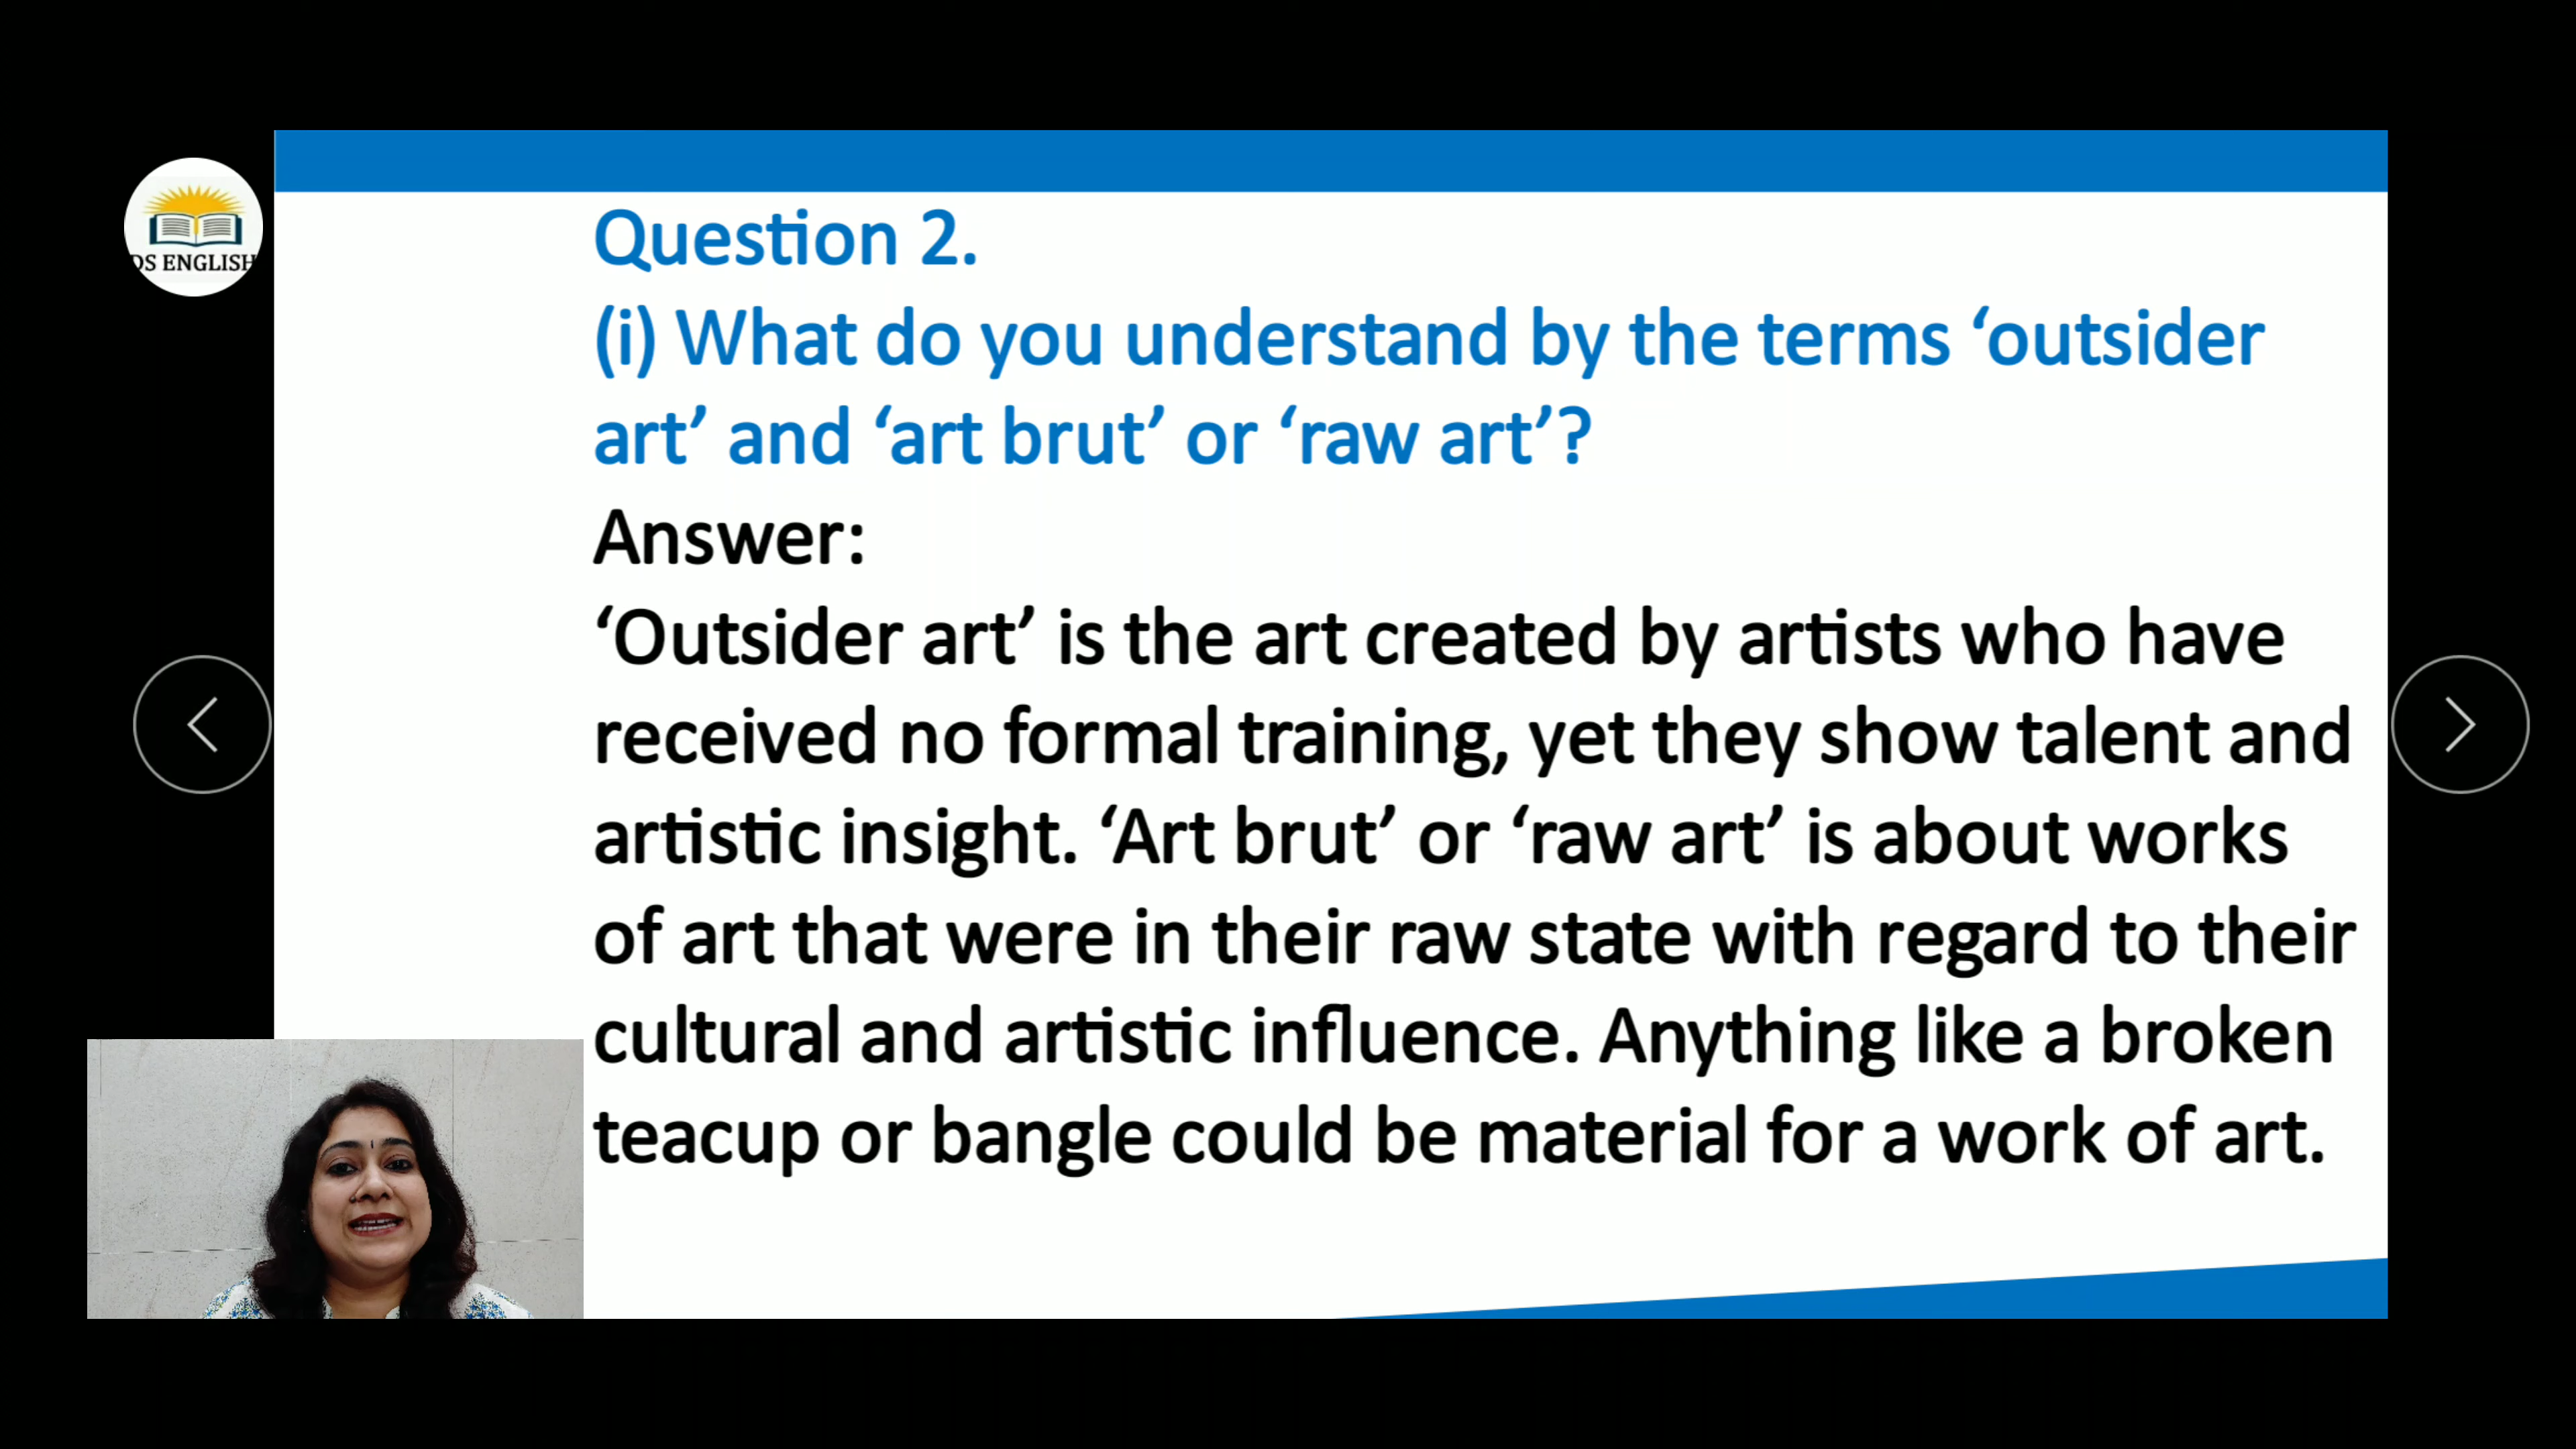 DS ENGLISH
Question 2.
(i) What do you understand by the terms ‘outsider
art’ and ‘art brut’ or ‘raw art’?
Answer:
‘Outsider art’ is the art created by artists who have
received no formal training, yet they show talent and
artistic insight. ‘Art brut’ or ‘raw art’ is about works
of art that were in their raw state with regard to their
cultural and artistic influence. Anything like a broken
teacup or bangle could be material for a work of art.